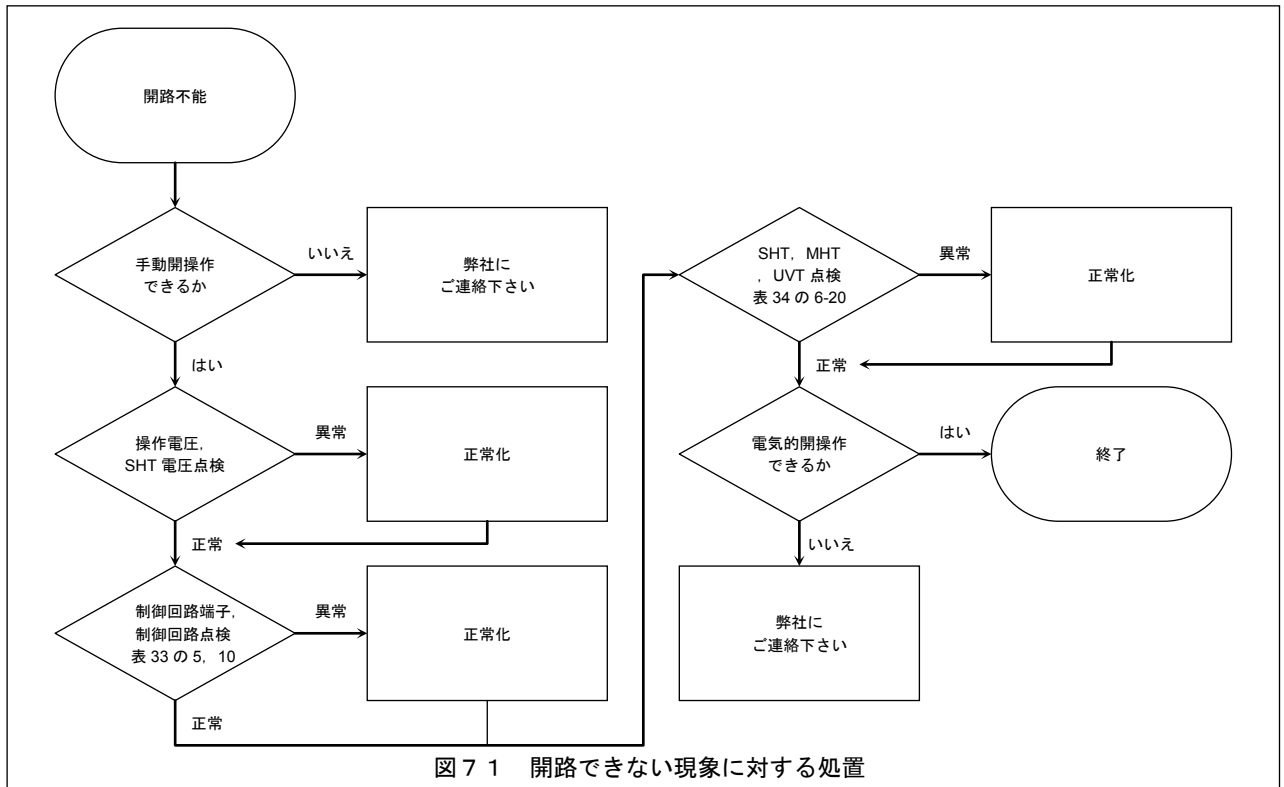 開路不能
手動開操作
できるか
いいえ
弊社に
ご連絡下さい
はい
操作電圧,
SHT 電圧点検
異常
正常化
正常
制御回路端子,
制御回路点検
表 33 の 5, 10
異常
正常化
正常
SHT, MHT
, UVT 点検
表 34 の 6-20
異常
正常化
正常
電気的開操作
できるか
はい
終了
いいえ
弊社に
ご連絡下さい
図71 開路できない現象に対する処置